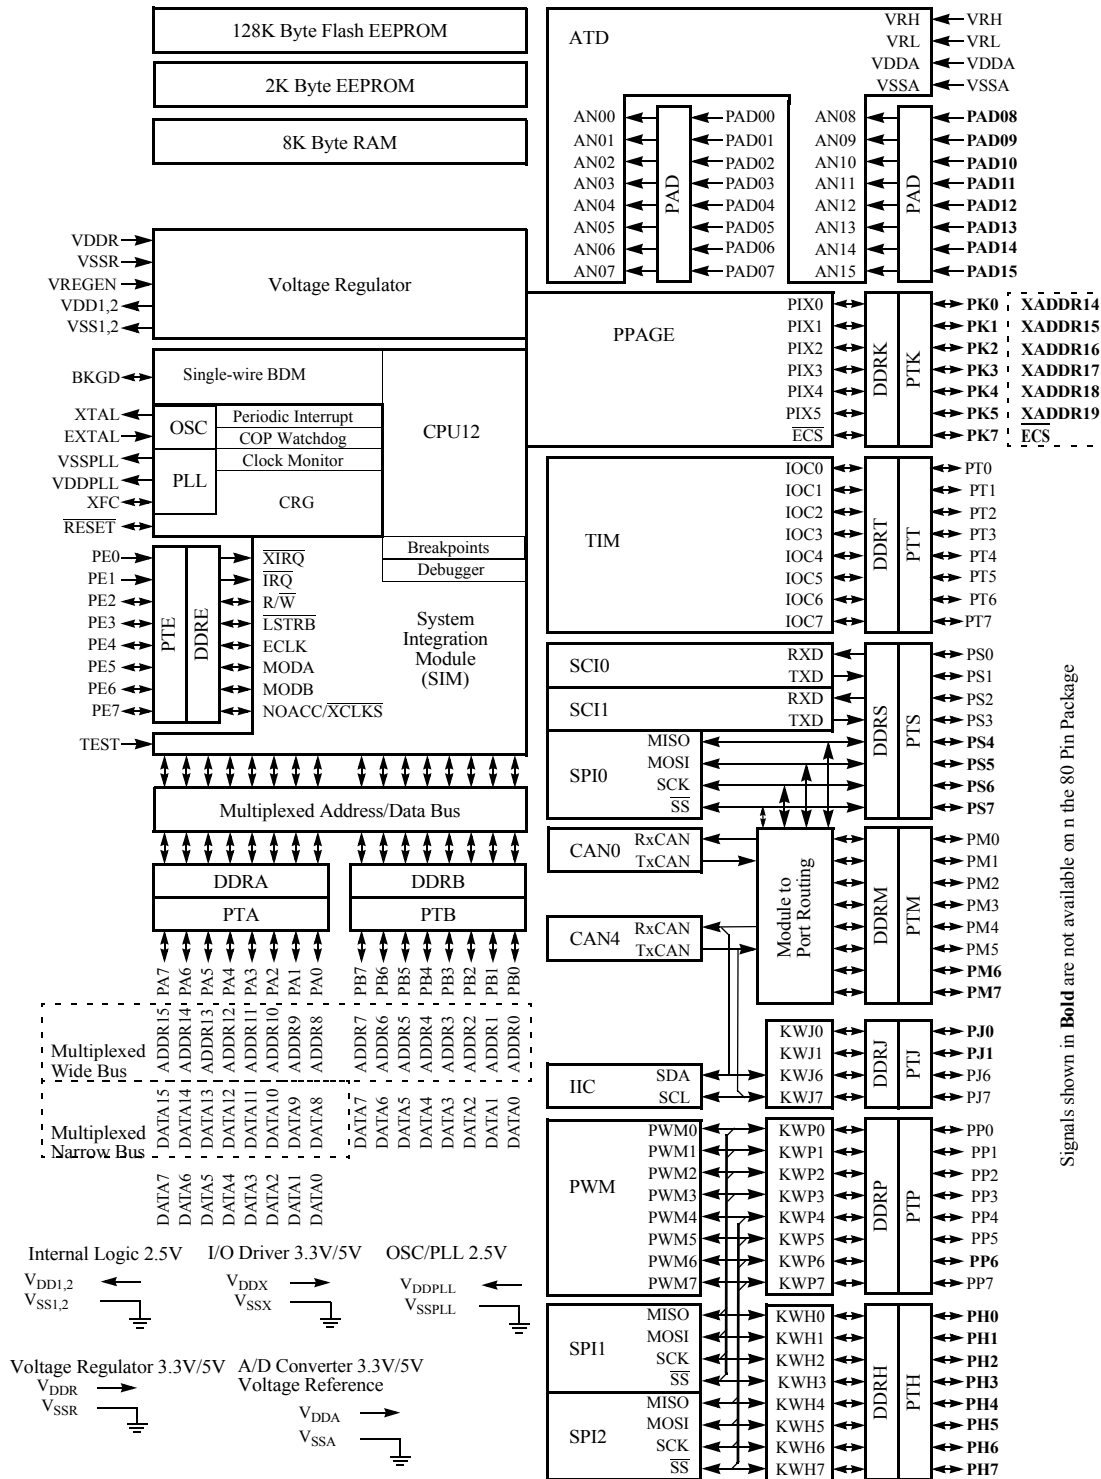 128K Byte Flash EEPROM
2K Byte EEPROM
8K Byte RAM
VDDR
VSSR
VREGEN
VDD1,2
VSS1,2
Voltage Regulator
BKGD
XTAL
EXTAL
VSSPLL
VDDPLL
XFC
RESET
Single-wire BDM
OSC
PLL
Periodic Interrupt
COP Watchdog
Clock Monitor
CRG
CPU12
Breakpoints
Debugger
PE0
PE1
PE2
PE3
PE4
PE5
PE6
PE7
TEST
PTE
DDRE
XIRQ
IRQ
R/W
LSTRB
ECLK
MODA
MODB
NOACC/XCLKS
System
Integration
Module
(SIM)
Multiplexed Address/Data Bus
DDRA
DDRB
PTA
PTB
PA7 PA6 PA5 PA4 PA3 PA2 PA1 PA0
PB7 PB6 PB5 PB4 PB3 PB2 PB1 PB0
Multiplexed
Wide Bus
ADDR15 ADDR14 ADDR13 ADDR12 ADDR11 ADDR10 ADDR9 ADDR8
ADDR7 ADDR6 ADDR5 ADDR4 ADDR3 ADDR2 ADDR1 ADDR0
DATA15 DATA14 DATA13 DATA12 DATA11 DATA10 DATA9 DATA8
DATA7 DATA6 DATA5 DATA4 DATA3 DATA2 DATA1 DATA0
Multiplexed
Narrow Bus
DATA7 DATA6 DATA5 DATA4 DATA3 DATA2 DATA1 DATA0
Internal Logic 2.5V
VDD1,2
VSS1,2
I/O Driver 3.3V/5V
VDDX
VSSX
OSC/PLL 2.5V
VDDPLL
VSSPLL
Voltage Regulator 3.3V/5V
VDDR
VSSR
A/D Converter 3.3V/5V
Voltage Reference
VDDA
VSSA
ATD
VRH VRH
VRL VRL
VDDA VDDA
VSSA VSSA
AN00 PAD00 AN08 PAD08
AN01 PAD01 AN09 PAD09
AN02 PAD02 AN10 PAD10
AN03 PAD03 AN11 PAD11
AN04 PAD04 AN12 PAD12
AN05 PAD05 AN13 PAD13
AN06 PAD06 AN14 PAD14
AN07 PAD07 AN15 PAD15
PAD
PAD
PPAGE
PIX0 PK0 XADDR14
PIX1 PK1 XADDR15
PIX2 PK2 XADDR16
PIX3 PK3 XADDR17
PIX4 PK4 XADDR18
PIX5 PK5 XADDR19
ECS PK7 ECS
DDRK
PTK
TIM
IOC0 PT0
IOC1 PT1
IOC2 PT2
IOC3 PT3
IOC4 PT4
IOC5 PT5
IOC6 PT6
IOC7 PT7
DDRT
PTT
SCI0
RXD PS0
TXD PS1
SCI1
RXD PS2
TXD PS3
SPI0
MISO PS4
MOSI PS5
SCK PS6
SS PS7
DDRS
PTS
CAN0
RxCAN
TxCAN
CAN4
RxCAN
TxCAN
Module to
Port Routing
DDRM
PTM
PM0
PM1
PM2
PM3
PM4
PM5
PM6
PM7
IIC
SDA
SCL
KWJ0 PJ0
KWJ1 PJ1
KWJ6 PJ6
KWJ7 PJ7
DDRJ
PTJ
PWM
PWM0 KWP0 PP0
PWM1 KWP1 PP1
PWM2 KWP2 PP2
PWM3 KWP3 PP3
PWM4 KWP4 PP4
PWM5 KWP5 PP5
PWM6 KWP6 PP6
PWM7 KWP7 PP7
DDRP
PTP
SPI1
MISO KWH0 PH0
MOSI KWH1 PH1
SCK KWH2 PH2
SS KWH3 PH3
SPI2
MISO KWH4 PH4
MOSI KWH5 PH5
SCK KWH6 PH6
SS KWH7 PH7
DDRH
PTH
Signals shown in Bold are not available on n the 80 Pin Package